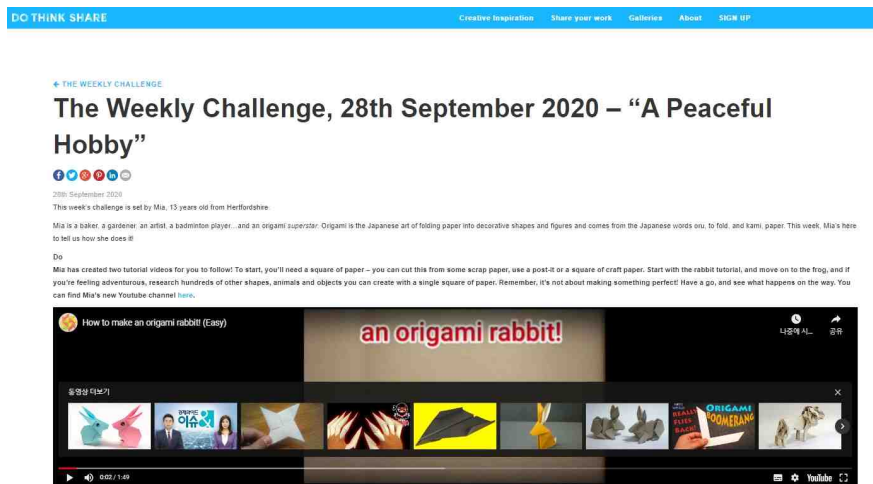 DO THINK SHARE
Creative Inspiration Share your work Galleries About SIGN UP
← THE WEEKLY CHALLENGE
The Weekly Challenge, 28th September 2020 – “A Peaceful
Hobby”
28th September 2020
This week's challenge is set by Mia, 13 years old from Hertfordshire
Mia is a baker, a gardener, an artist, a badminton player…and an origami superstar. Origami is the Japanese art of folding paper into decorative shapes and figures and comes from the Japanese words oru, to fold, and kami, paper. This week, Mia's here
to tell us how she does it!
Do
Mia has created two tutorial videos for you to follow! To start, you'll need a square of paper – you can cut this from some scrap paper, use a post-it or a square of craft paper. Start with the rabbit tutorial, and move on to the frog, and if
you're feeling adventurous, research hundreds of other shapes, animals and objects you can create with a single square of paper. Remember, it's not about making something perfect! Have a go, and see what happens on the way. You
can find Mia's new Youtube channel here.
How to make an origami rabbit! (Easy)
an origami rabbit!
나중에 시...
공유
동영상 더보기
이슈&
REALLY
FLIES
BACK!
ORIGAMI
BOOMERANG
0:02 / 1:49
YouTube